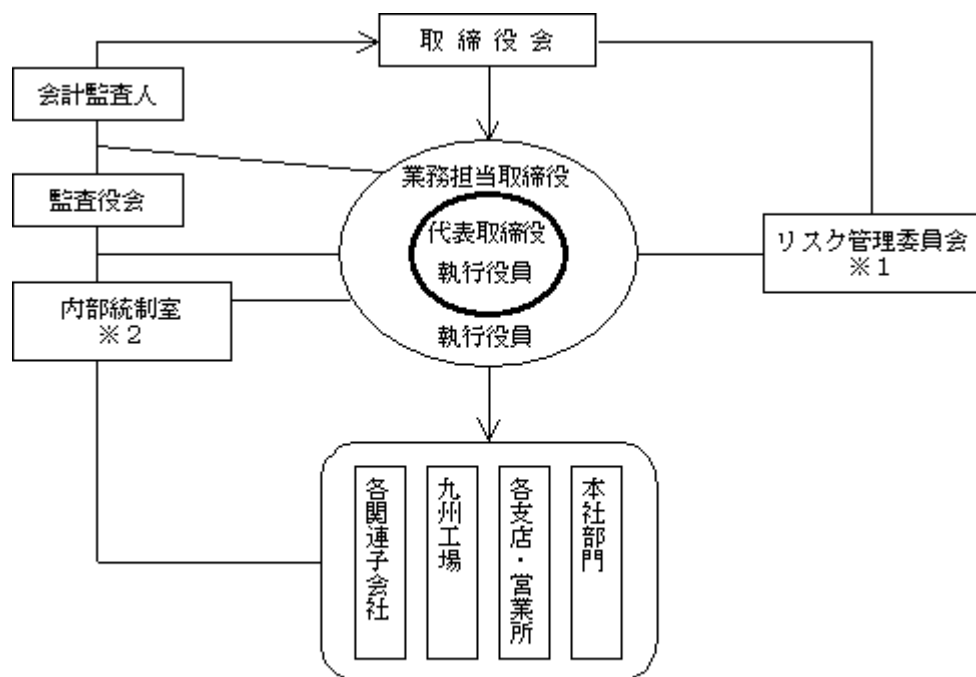 取締役会
会計監査人
業務担当取締役
監査役会
代表取締役
執行役員
リスク管理委員会
※1
内部統制室
※2
執行役員
各関連子会社
九州工場
各支店・営業所
本社部門